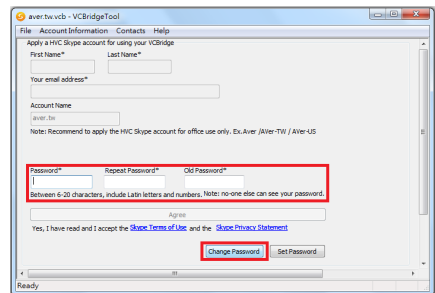 aver.tw.vcb - VCBridgeTool
File Account Information Contacts Help
Apply a HVC Skype account for using your VCBridge
First Name* Last Name*
Your email address*
Account Name
aver.tw
Note: Recommend to apply the HVC Skype account for office use only. Ex.Aver /AVer-TW / AVer-US
Password* Repeat Password* Old Password*
Between 6-20 characters, include Latin letters and numbers. Note: no-one else can see your password.
Agree
Yes, I have read and I accept the Skype Terms of Use and the Skype Privacy Statement
Change Password Set Password
Ready